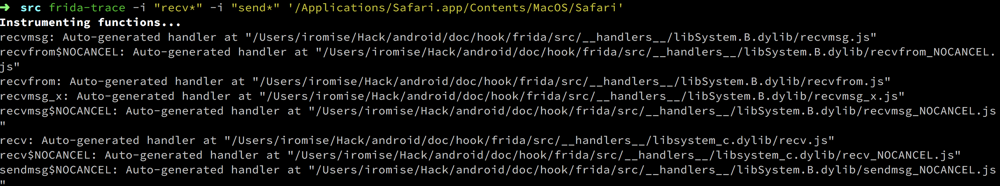 ➜  src frida-trace -i "recv*" -i "send*" '/Applications/Safari.app/Contents/MacOS/Safari'
Instrumenting functions...
recvmsg: Auto-generated handler at "/Users/iromise/Hack/android/doc/hook/frida/src/__handlers__/libSystem.B.dylib/recvmsg.js"
recvfrom$NOCANCEL: Auto-generated handler at "/Users/iromise/Hack/android/doc/hook/frida/src/__handlers__/libSystem.B.dylib/recvfrom_NOCANCEL.
js"
recvfrom: Auto-generated handler at "/Users/iromise/Hack/android/doc/hook/frida/src/__handlers__/libSystem.B.dylib/recvfrom.js"
recvmsg_x: Auto-generated handler at "/Users/iromise/Hack/android/doc/hook/frida/src/__handlers__/libSystem.B.dylib/recvmsg_x.js"
recvmsg$NOCANCEL: Auto-generated handler at "/Users/iromise/Hack/android/doc/hook/frida/src/__handlers__/libSystem.B.dylib/recvmsg_NOCANCEL.js
"
recv: Auto-generated handler at "/Users/iromise/Hack/android/doc/hook/frida/src/__handlers__/libsystem_c.dylib/recv.js"
recv$NOCANCEL: Auto-generated handler at "/Users/iromise/Hack/android/doc/hook/frida/src/__handlers__/libsystem_c.dylib/recv_NOCANCEL.js"
sendmsg$NOCANCEL: Auto-generated handler at "/Users/iromise/Hack/android/doc/hook/frida/src/__handlers__/libSystem.B.dylib/sendmsg_NOCANCEL.js
"